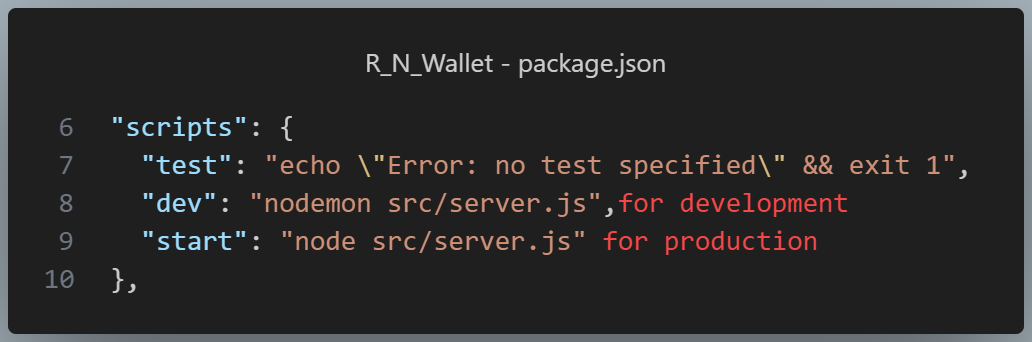 R_N_Wallet - package.json
6 "scripts": {
7 "test": "echo \"Error: no test specified\" && exit 1",
8 "dev": "nodemon src/server.js",for development
9 "start": "node src/server.js" for production
10 },